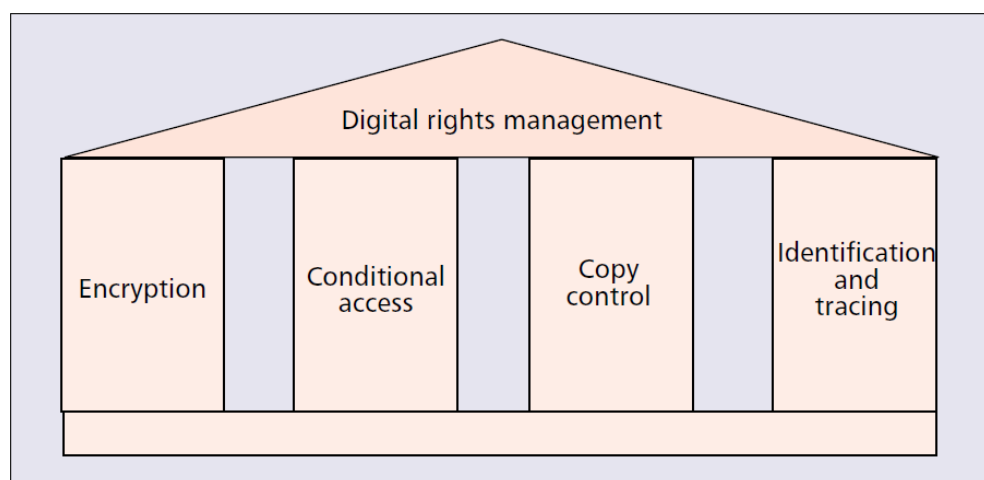 Digital rights management
Encryption
Conditional
access
Copy
control
Identification
and
tracing